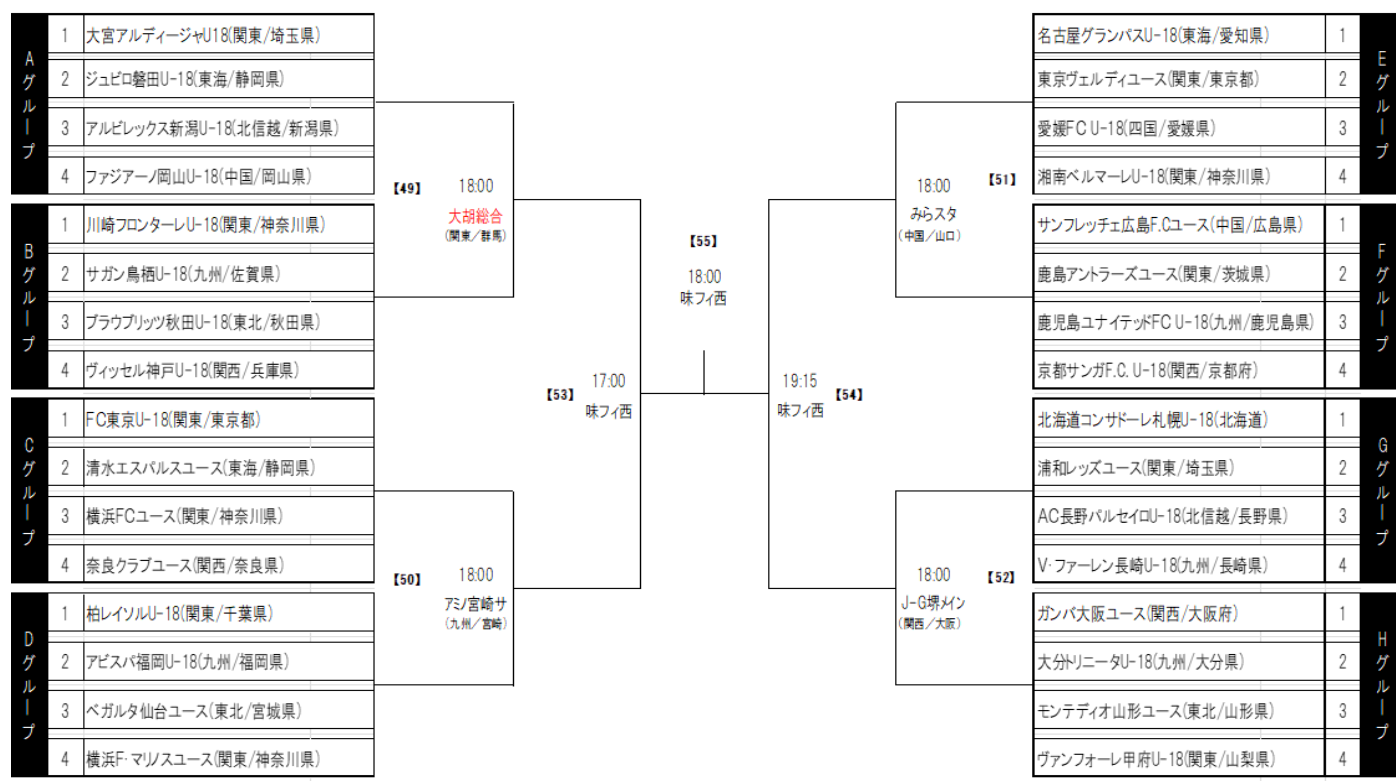 Aグループ
1 大宮アルディージャU18(関東/埼玉県)
2 ジュビロ磐田U-18(東海/静岡県)
3 アルビレックス新潟U-18(北信越/新潟県)
4 ファジアーノ岡山U-18(中国/岡山県)
Bグループ
1 川崎フロンターレU-18(関東/神奈川県)
2 サガン鳥栖U-18(九州/佐賀県)
3 ブラウブリッツ秋田U-18(東北/秋田県)
4 ヴィッセル神戸U-18(関西/兵庫県)
Cグループ
1 FC東京U-18(関東/東京都)
2 清水エスパルスユース(東海/静岡県)
3 横浜FCユース(関東/神奈川県)
4 奈良クラブユース(関西/奈良県)
Dグループ
1 柏レイソルU-18(関東/千葉県)
2 アビスパ福岡U-18(九州/福岡県)
3 ベガルタ仙台ユース(東北/宮城県)
4 横浜F・マリノスユース(関東/神奈川県)
【49】 18:00
大胡総合
(関東/群馬)
【50】 18:00
アミノ宮崎サ
(九州/宮崎)
【53】 17:00
味フィ西
【55】
18:00
味フィ西
19:15 【54】
味フィ西
18:00 【51】
みらスタ
(中国/山口)
18:00 【52】
J-G堺メイン
(関西/大阪)
Eグループ
名古屋グランパスU-18(東海/愛知県) 1
東京ヴェルディユース(関東/東京都) 2
愛媛FC U-18(四国/愛媛県) 3
湘南ベルマーレU-18(関東/神奈川県) 4
Fグループ
サンフレッチェ広島F.Cユース(中国/広島県) 1
鹿島アントラーズユース(関東/茨城県) 2
鹿児島ユナイテッドFC U-18(九州/鹿児島県) 3
京都サンガF.C. U-18(関西/京都府) 4
Gグループ
北海道コンサドーレ札幌U-18(北海道) 1
浦和レッズユース(関東/埼玉県) 2
AC長野パルセイロU-18(北信越/長野県) 3
V・ファーレン長崎U-18(九州/長崎県) 4
Hグループ
ガンバ大阪ユース(関西/大阪府) 1
大分トリニータU-18(九州/大分県) 2
モンテディオ山形ユース(東北/山形県) 3
ヴァンフォーレ甲府U-18(関東/山梨県) 4